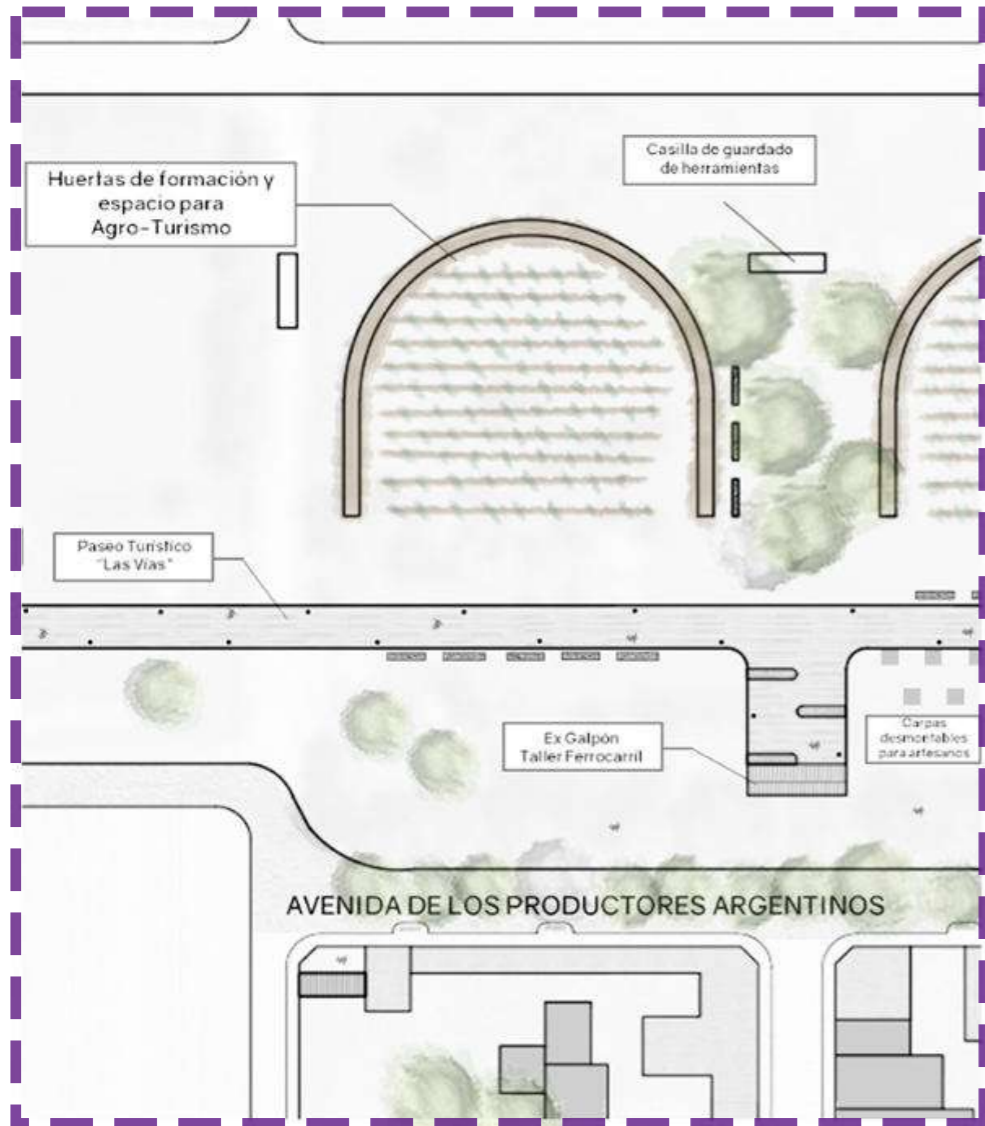 Casilla de guardado
de herramientas
Huertas de formación y
espacio para
Agro-Turismo
Paseo Turístico
"Las Vías"
Ex Galpón
Taller Ferrocarril
Carpas
desmontables
para artesanos
AVENIDA DE LOS PRODUCTORES ARGENTINOS